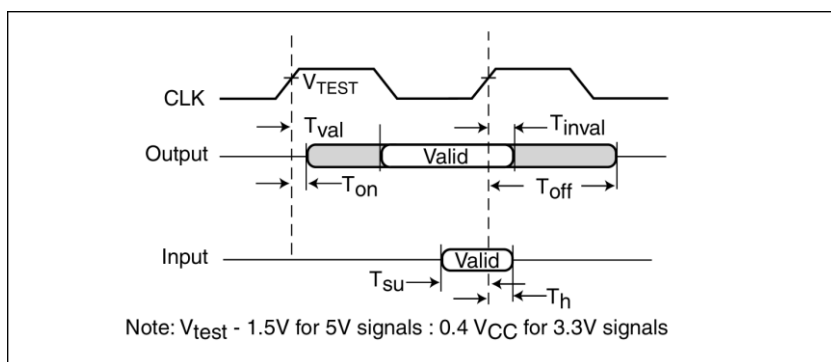 VTEST
CLK
Tval
Tinval
Output
Valid
Ton
Toff
Input
Valid
Tsu
Th
Note: Vtest - 1.5V for 5V signals : 0.4 VCC for 3.3V signals